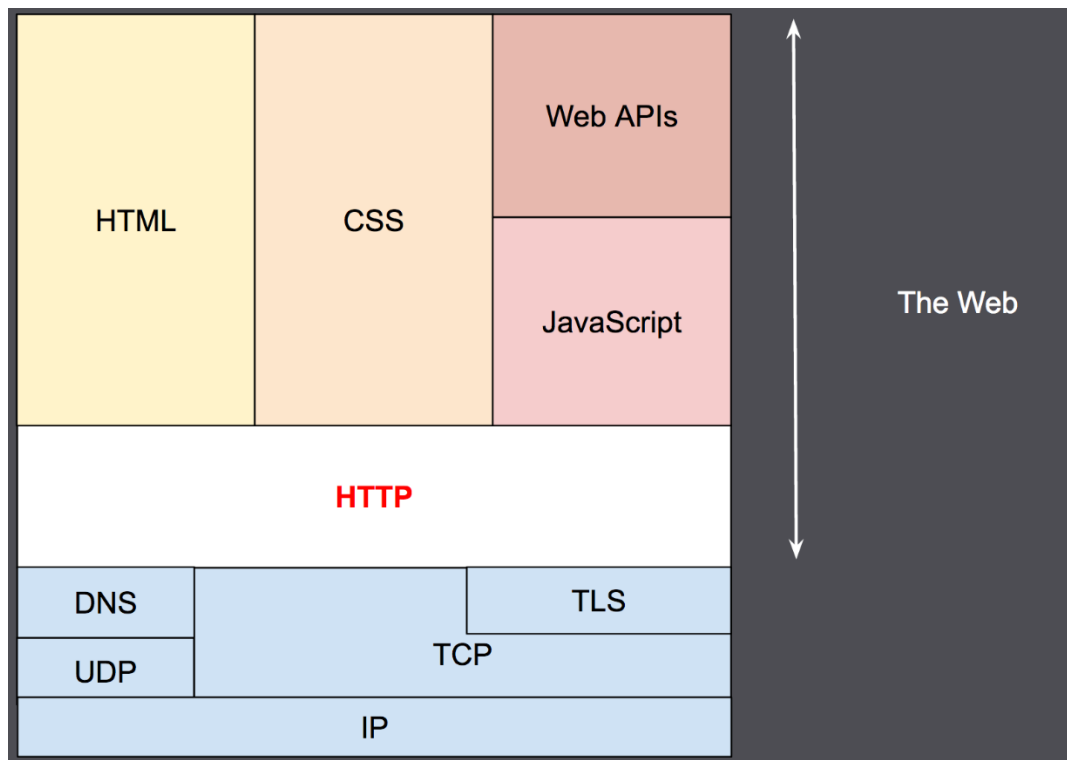 Web APIs
HTML
CSS
The Web
JavaScript
HTTP
DNS
TLS
TCP
UDP
IP